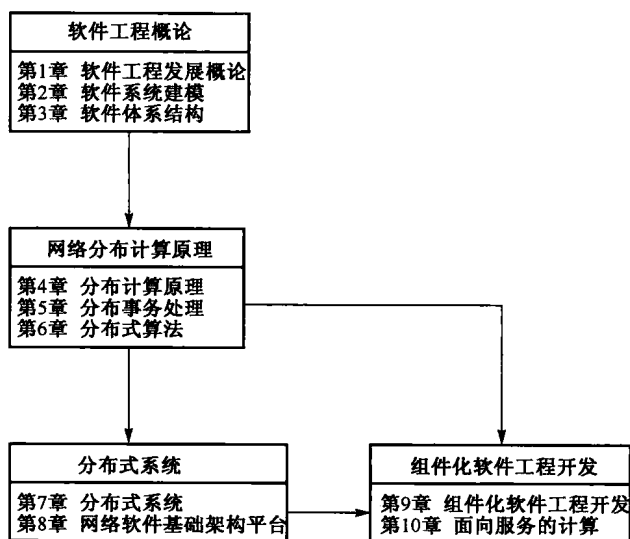 软件工程概论
第1章 软件工程发展概论
第2章 软件系统建模
第3章 软件体系结构
网络分布计算原理
第4章 分布计算原理
第5章 分布事务处理
第6章 分布式算法
分布式系统
第7章 分布式系统
第8章 网络软件基础架构平台
组件化软件工程开发
第9章 组件化软件工程开发
第10章 面向服务的计算